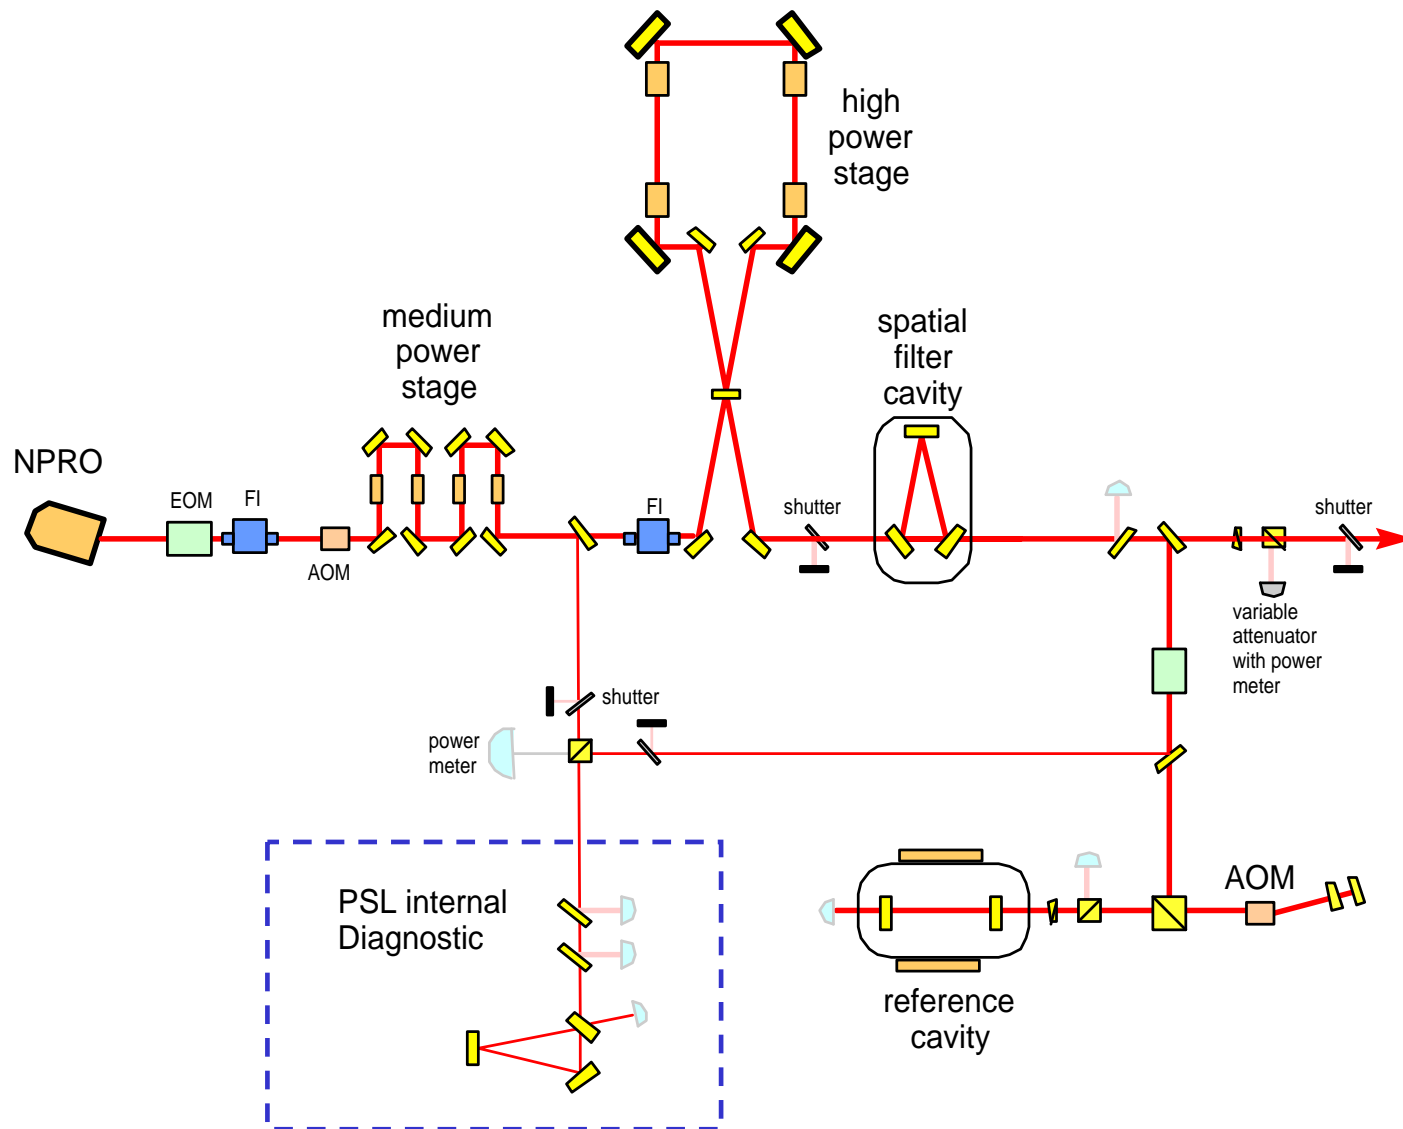 high
power
stage
medium
power
stage
spatial
filter
cavity
NPRO
EOM
FI
AOM
FI
shutter
shutter
variable
attenuator
with power
meter
shutter
power
meter
PSL internal
Diagnostic
AOM
reference
cavity